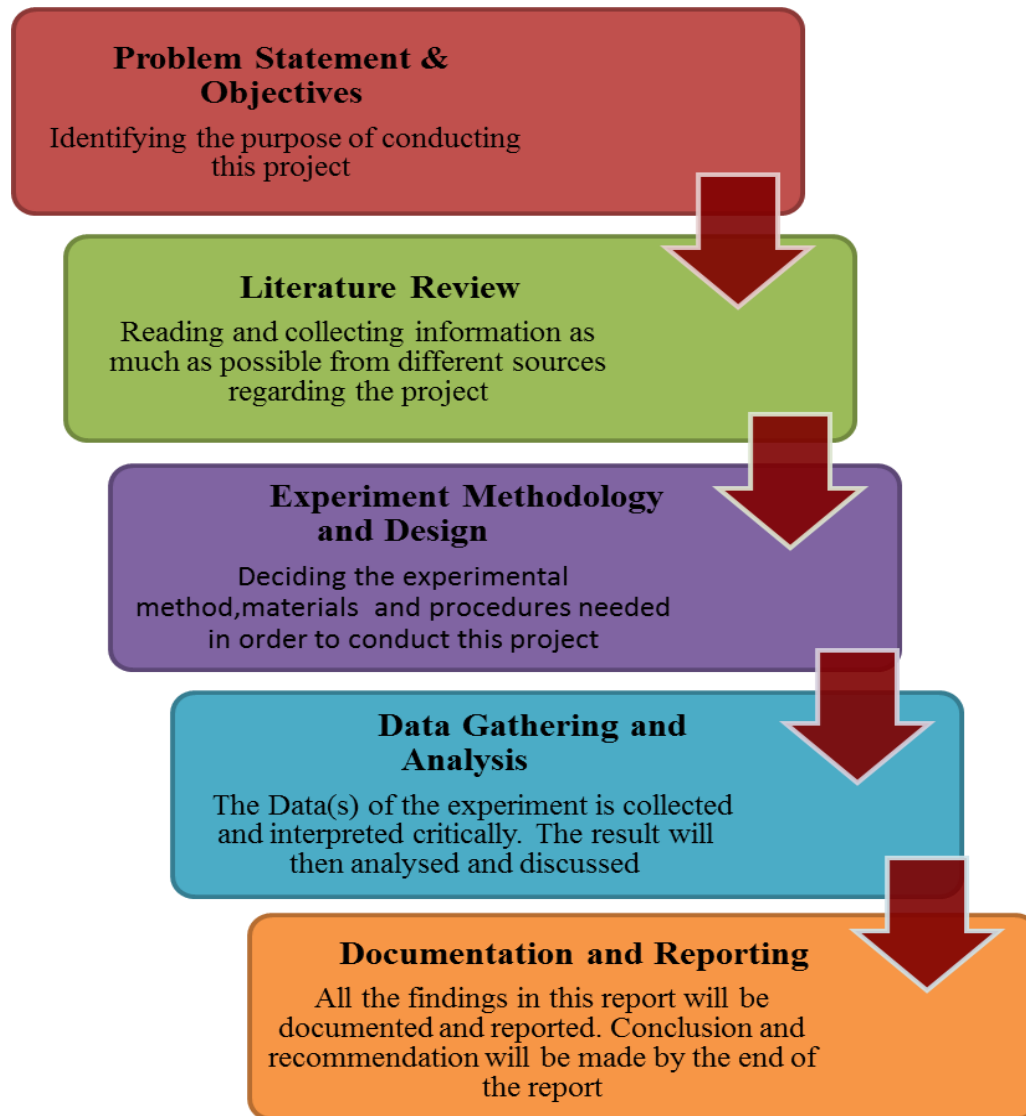 Problem Statement &
Objectives
Identifying the purpose of conducting
this project
Literature Review
Reading and collecting information as
much as possible from different sources
regarding the project
Experiment Methodology
and Design
Deciding the experimental
method,materials and procedures needed
in order to conduct this project
Data Gathering and
Analysis
The Data(s) of the experiment is collected
and interpreted critically. The result will
then analysed and discussed
Documentation and Reporting
All the findings in this report will be
documented and reported. Conclusion and
recommendation will be made by the end of
the report